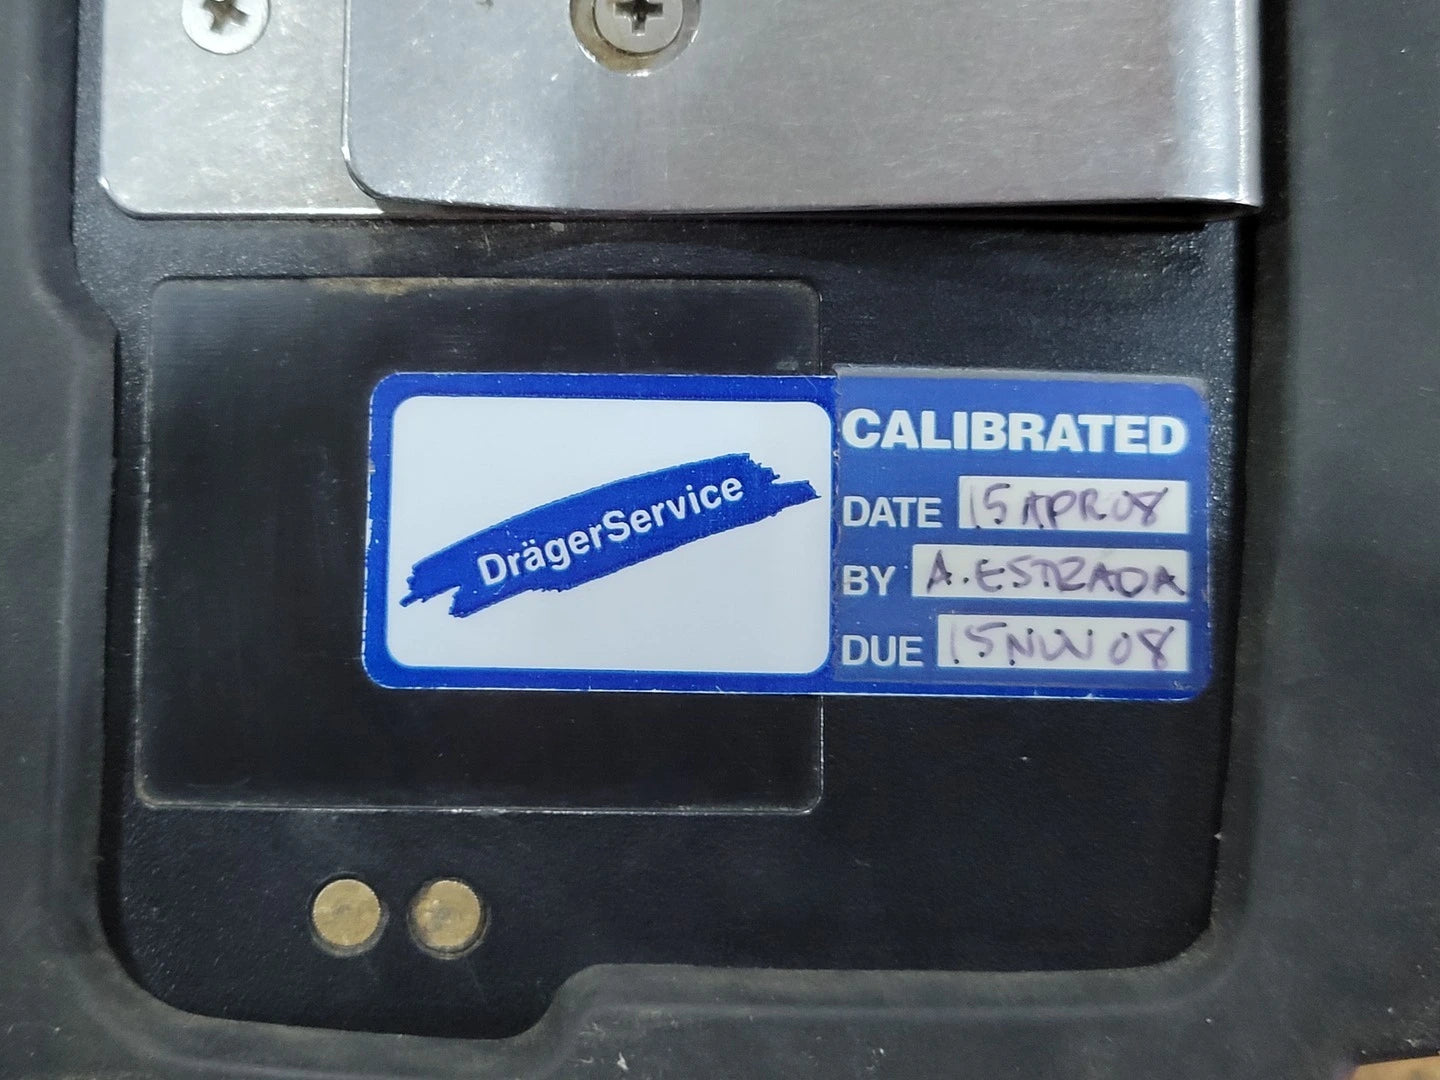 DrägerService
CALIBRATED
DATE 15 APR 08
BY A. ESTRADA
DUE 15 NOV 08